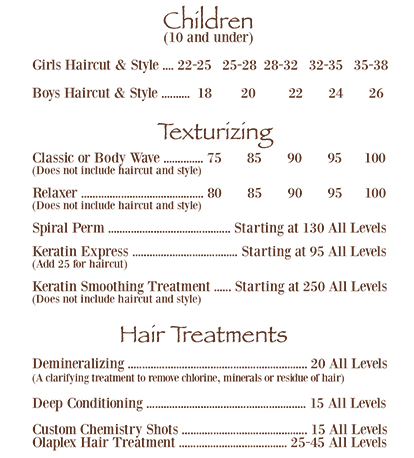 Children
(10 and under)
Girls Haircut & Style .... 22-25 25-28 28-32 32-35 35-38
Boys Haircut & Style .......... 18 20 22 24 26
Texturizing
Classic or Body Wave .............. 75 85 90 95 100
(Does not include haircut and style)
Relaxer ........................................... 80 85 90 95 100
(Does not include haircut and style)
Spiral Perm ........................................... Starting at 130 All Levels
Keratin Express ..................................... Starting at 95 All Levels
(Add 25 for haircut)
Keratin Smoothing Treatment ...... Starting at 250 All Levels
(Does not include haircut and style)
Hair Treatments
Demineralizing ............................................................... 20 All Levels
(A clarifying treatment to remove chlorine, minerals or residue of hair)
Deep Conditioning ........................................................ 15 All Levels
Custom Chemistry Shots ............................................ 15 All Levels
Olaplex Hair Treatment ...................................... 25-45 All Levels